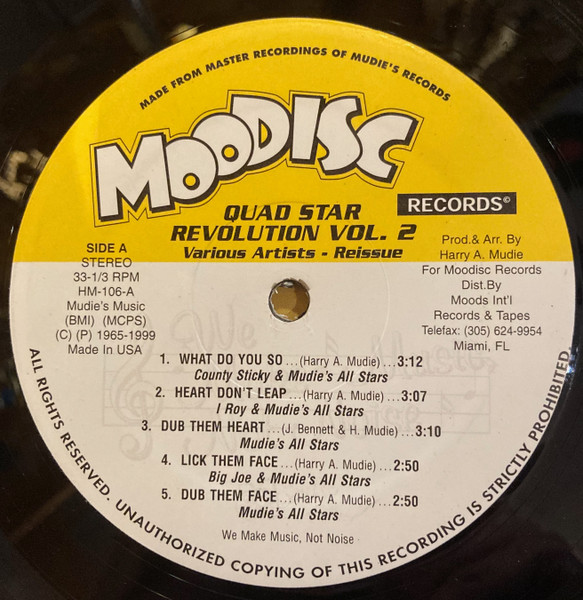 MADE FROM MASTER RECORDINGS OF MUDIE'S RECORDS
MOODISC
RECORDS©
QUAD STAR
REVOLUTION VOL. 2
Various Artists - Reissue
SIDE A
STEREO
33-1/3 RPM
HM-106-A
Mudie's Music
(BMI) (MCPS)
(C) (P) 1965-1999
Made In USA
Prod.& Arr. By
Harry A. Mudie
For Moodisc Records
Dist.By
Moods Int'l
Records & Tapes
Telefax: (305) 624-9954
Miami, FL
1. WHAT DO YOU SO ...(Harry A. Mudie) ...3:12
County Sticky & Mudie's All Stars
2. HEART DON'T LEAP ...(Harry A. Mudie) ...3:07
I Roy & Mudie's All Stars
3. DUB THEM HEART ...(J. Bennett & H. Mudie) ...3:10
Mudie's All Stars
4. LICK THEM FACE ...(Harry A. Mudie) ...2:50
Big Joe & Mudie's All Stars
5. DUB THEM FACE ...(Harry A. Mudie) ...2:50
Mudie's All Stars
We Make Music, Not Noise
ALL RIGHTS RESERVED. UNAUTHORIZED COPYING OF THIS RECORDING IS STRICTLY PROHIBITED.